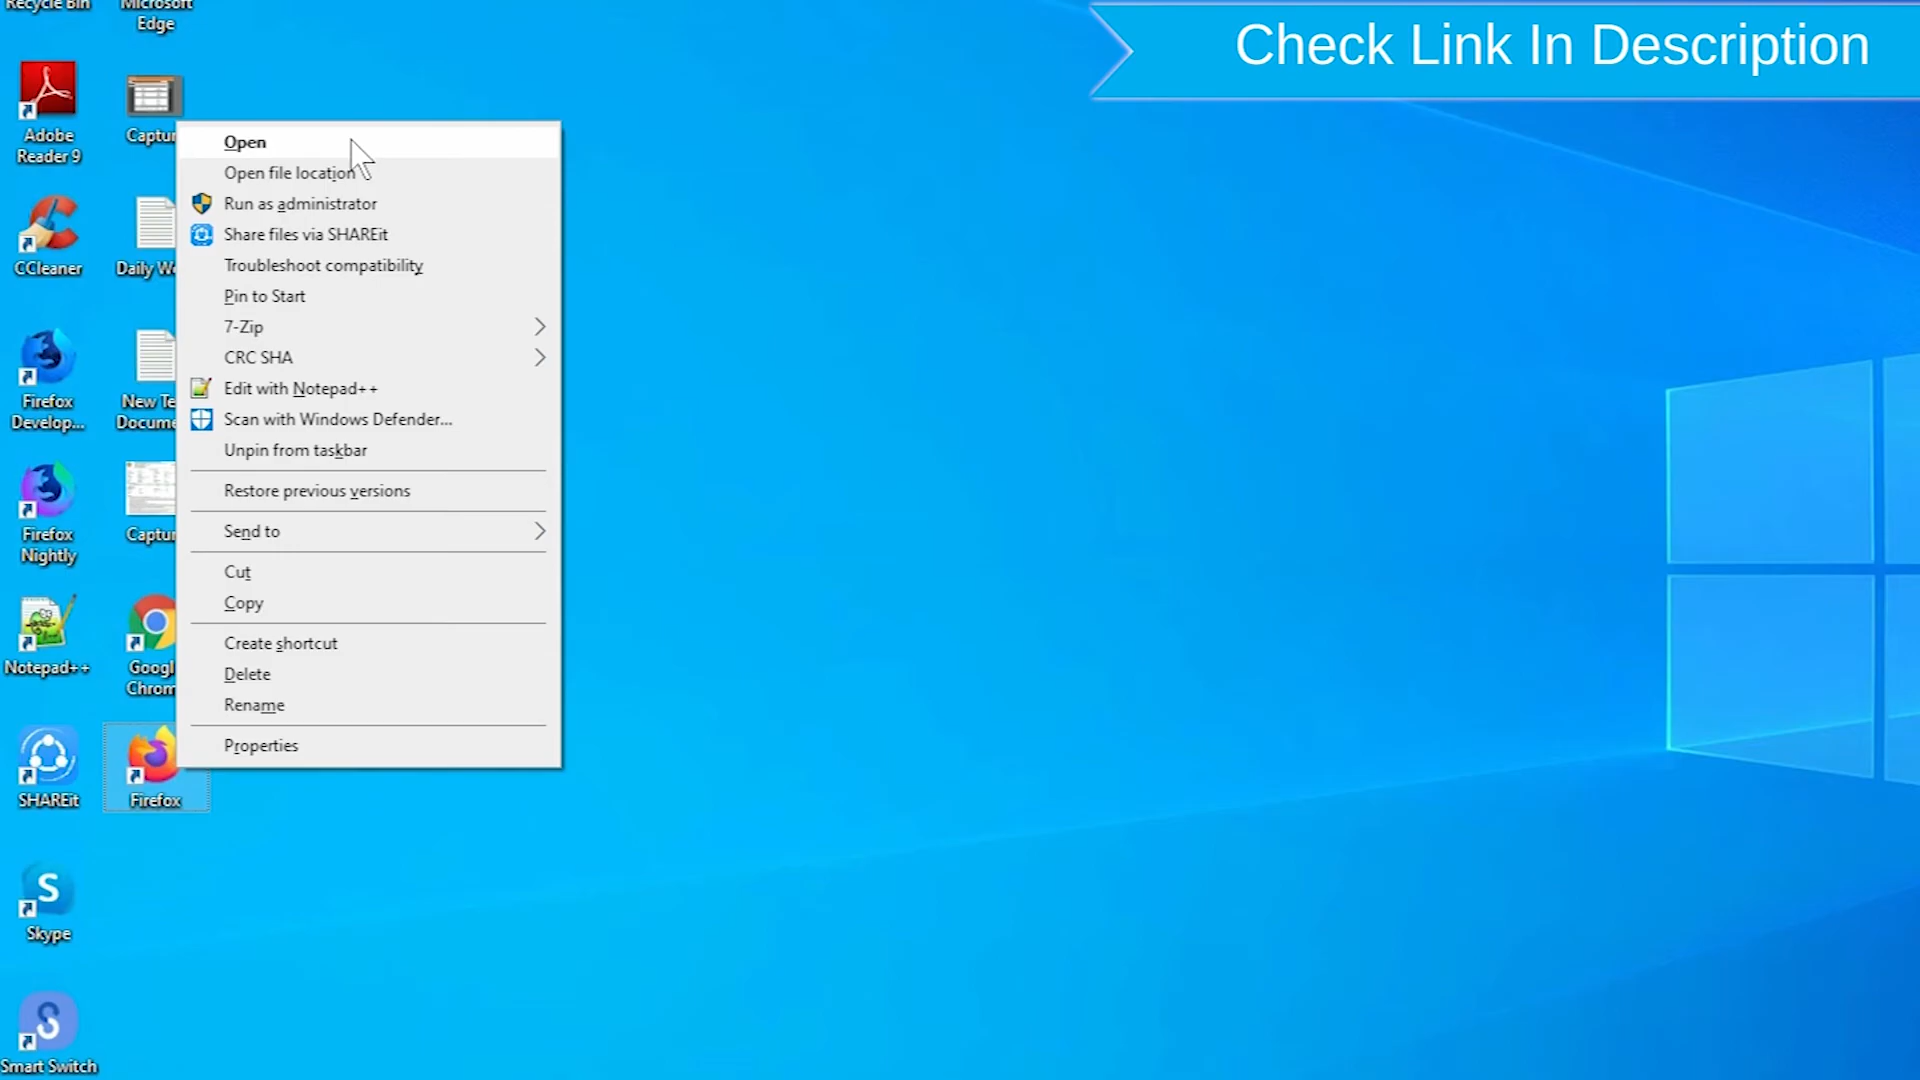 Recycle Bin
Microsoft
Edge
Check Link In Description
Adobe
Reader 9
Captur
CCleaner
Daily Wo
Firefox
Develop...
New Te
Docume
Firefox
Nightly
Captur
Notepad++
Googl
Chrom
SHAREit
Firefox
Skype
Smart Switch
Open
Open file location
Run as administrator
Share files via SHAREit
Troubleshoot compatibility
Pin to Start
7-Zip
CRC SHA
Edit with Notepad++
Scan with Windows Defender...
Unpin from taskbar
Restore previous versions
Send to
Cut
Copy
Create shortcut
Delete
Rename
Properties